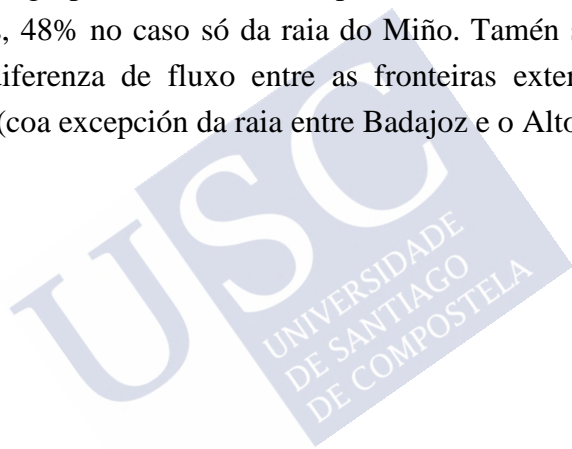 s, 48% no caso só da raia do Miño. Tamén s
iferenza de fluxo entre as fronteiras exter
(coa excepción da raia entre Badajoz e o Alto
USC
UNIVERSIDADE
DE SANTIAGO
DE COMPOSTELA